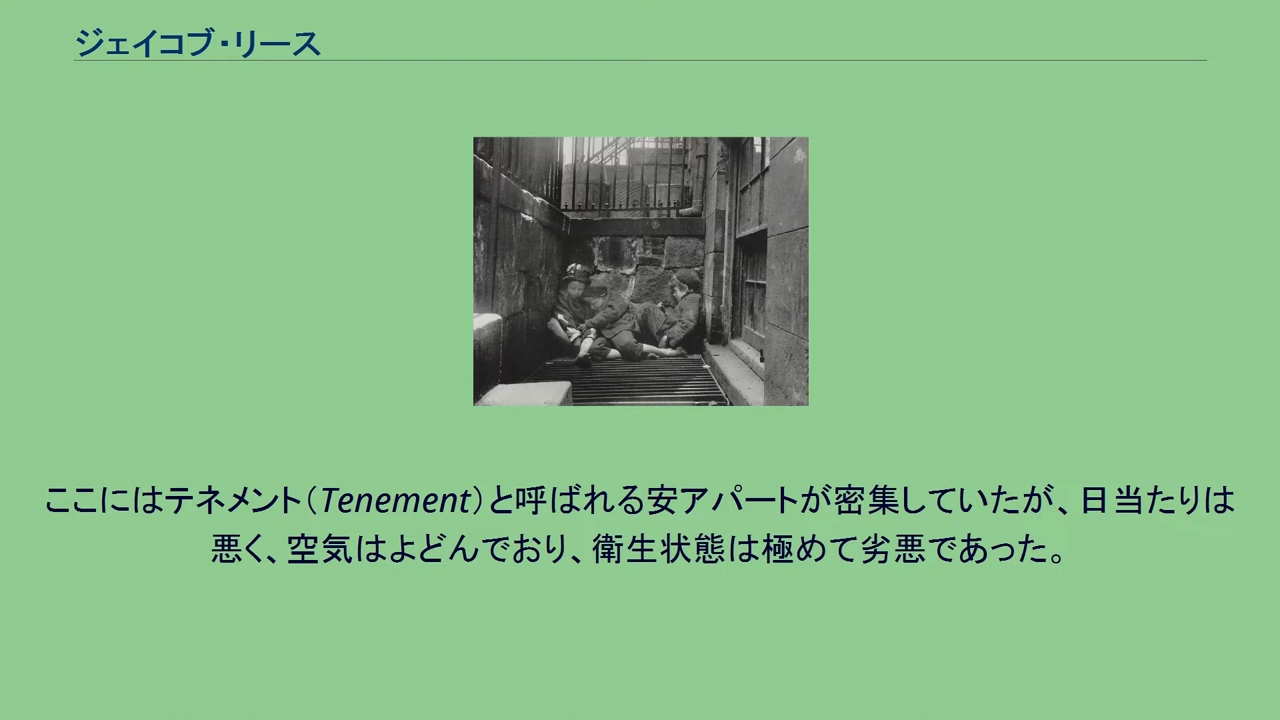 ジェイコブ・リース
ここにはテネメント（Tenement）と呼ばれる安アパートが密集していたが、日当たりは
悪く、空気はよどんでおり、衛生状態は極めて劣悪であった。